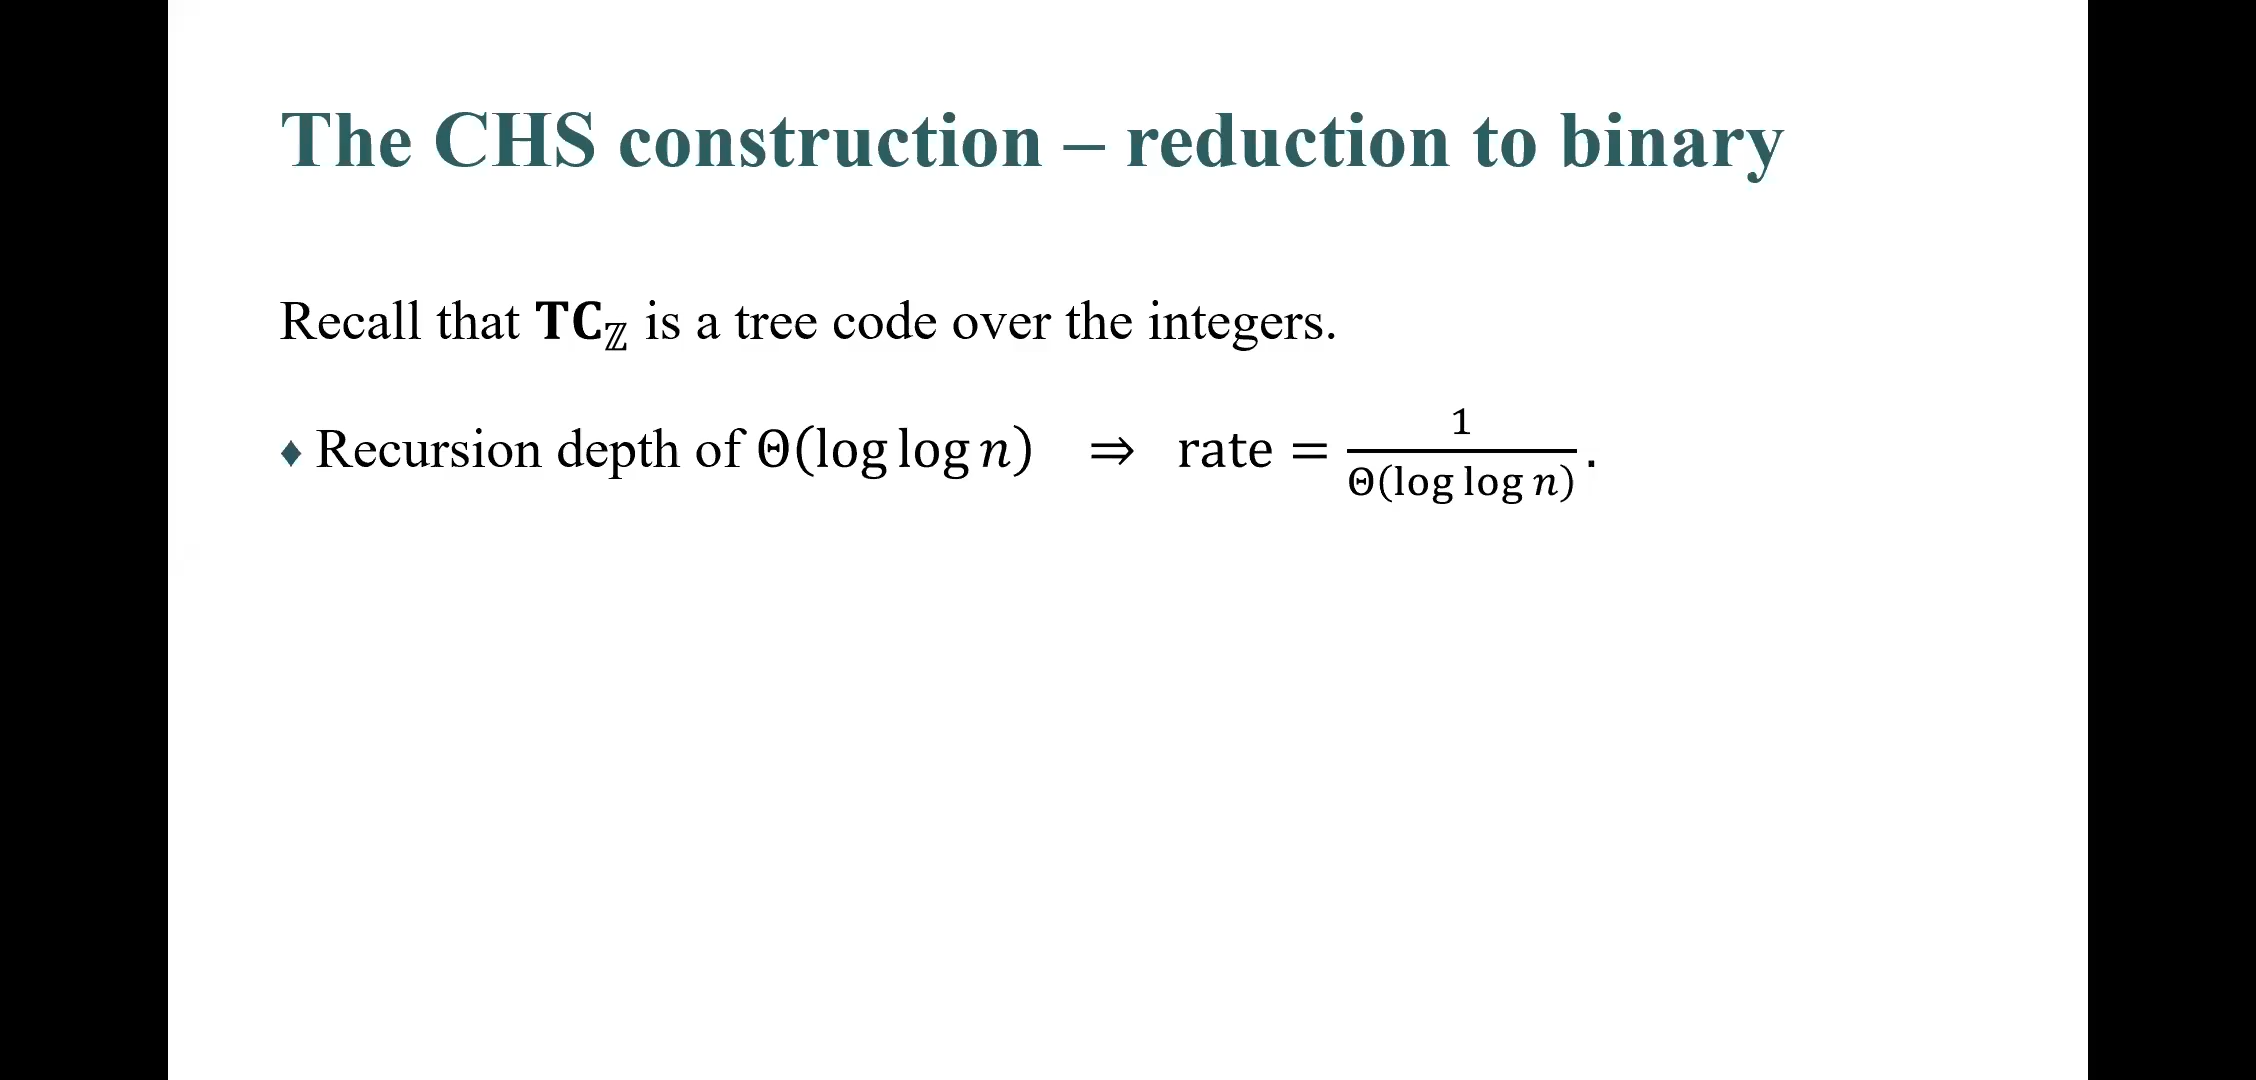 The CHS construction – reduction to binary
Recall that TC_ℤ is a tree code over the integers.
♦ Recursion depth of Θ(log log n) ⇒ rate = 1/Θ(log log n).